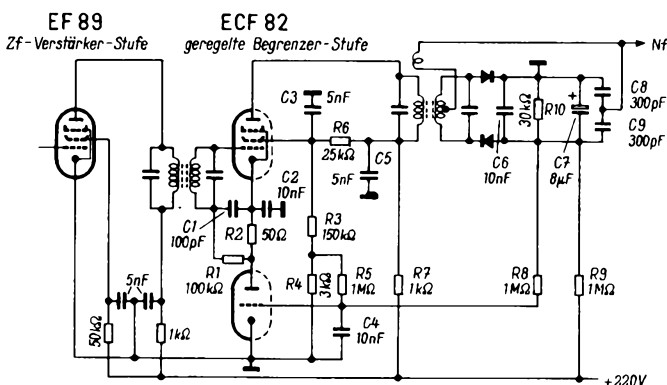 EF 89
Zf-Verstärker-Stufe
ECF 82
geregelte Begrenzer-Stufe
Nf
C3
5nF
R6
25kΩ
C5
5nF
30kΩ
R10
C6
10nF
+
C7
8µF
C8
300pF
C9
300pF
C1
100pF
C2
10nF
R2
50Ω
R1
100kΩ
R3
150kΩ
R4
3kΩ
R5
1MΩ
C4
10nF
R7
1kΩ
R8
1MΩ
R9
1MΩ
5nF
50kΩ
1kΩ
+220V